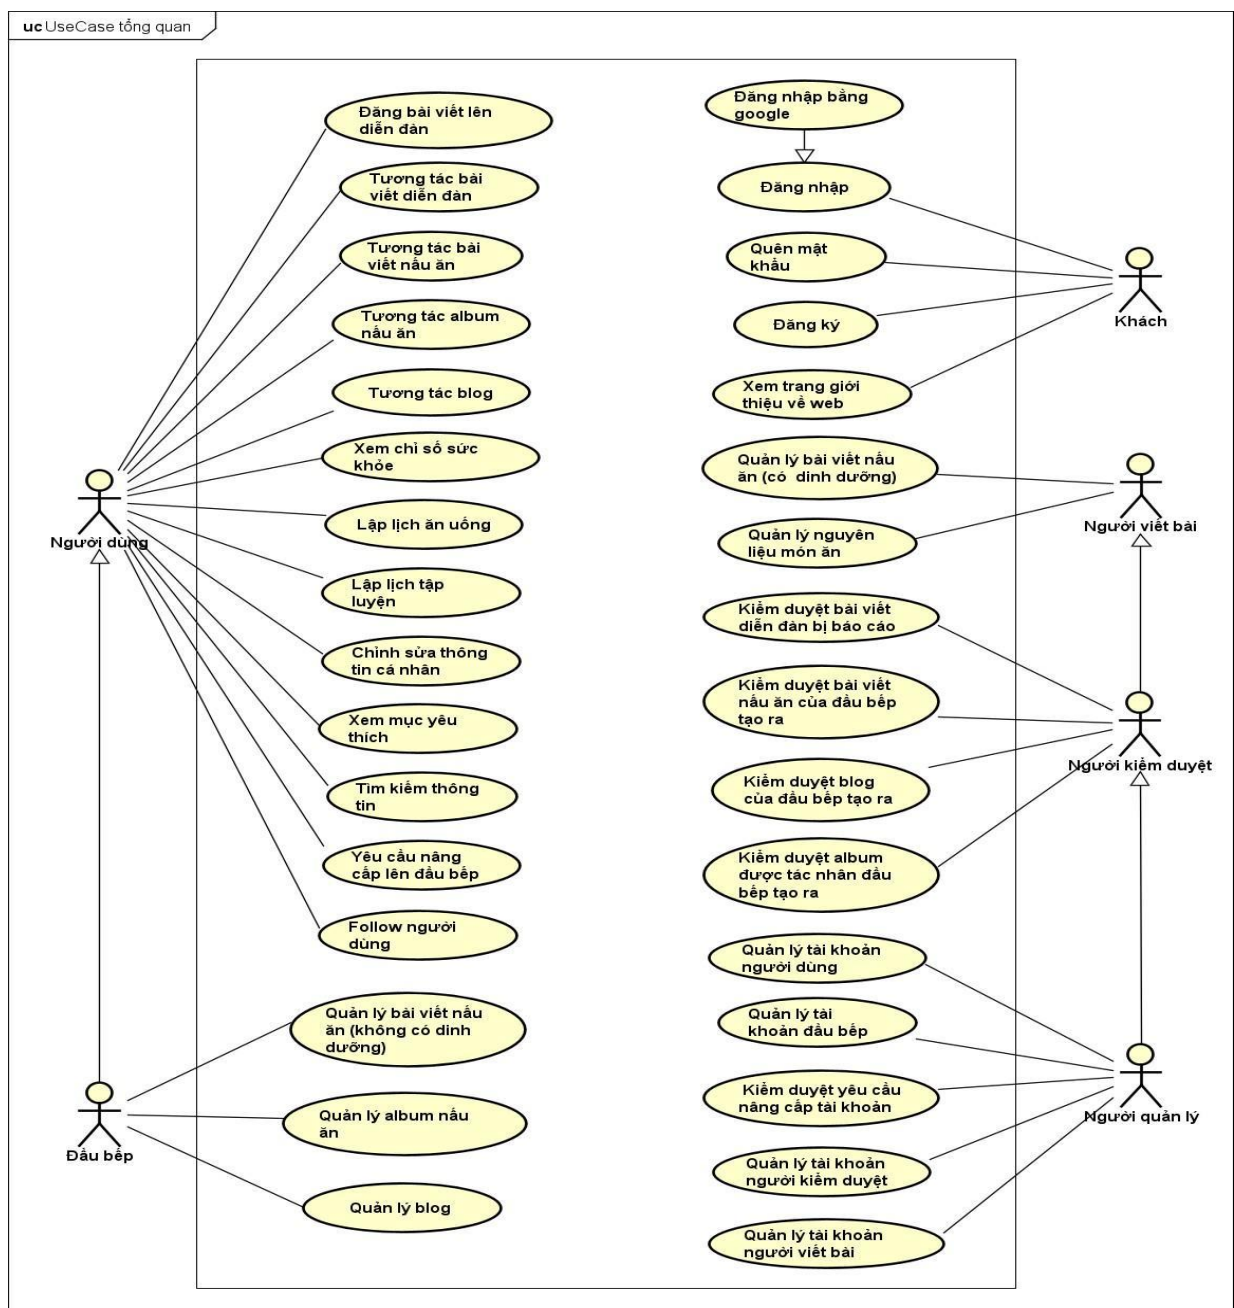 uc UseCase tổng quan
Đăng bài viết lên
diễn đàn
Tương tác bài
viết diễn đàn
Tương tác bài
viết nấu ăn
Tương tác album
nấu ăn
Tương tác blog
Xem chỉ số sức
khỏe
Lập lịch ăn uống
Lập lịch tập
luyện
Chỉnh sửa thông
tin cá nhân
Xem mục yêu
thích
Tìm kiếm thông
tin
Yêu cầu nâng
cấp lên đầu bếp
Follow người
dùng
Người dùng
Quản lý bài viết nấu
ăn (không có dinh
dưỡng)
Quản lý album nấu
ăn
Quản lý blog
Đầu bếp
Đăng nhập bằng
google
Đăng nhập
Quên mật
khẩu
Đăng ký
Xem trang giới
thiệu về web
Khách
Quản lý bài viết nấu
ăn (có dinh dưỡng)
Quản lý nguyên
liệu món ăn
Người viết bài
Kiểm duyệt bài viết
diễn đàn bị báo cáo
Kiểm duyệt bài viết
nấu ăn của đầu bếp
tạo ra
Kiểm duyệt blog
của đầu bếp tạo ra
Kiểm duyệt album
được tác nhân đầu
bếp tạo ra
Người kiểm duyệt
Quản lý tài khoản
người dùng
Quản lý tài
khoản đầu bếp
Kiểm duyệt yêu cầu
nâng cấp tài khoản
Quản lý tài khoản
người kiểm duyệt
Quản lý tài khoản
người viết bài
Người quản lý